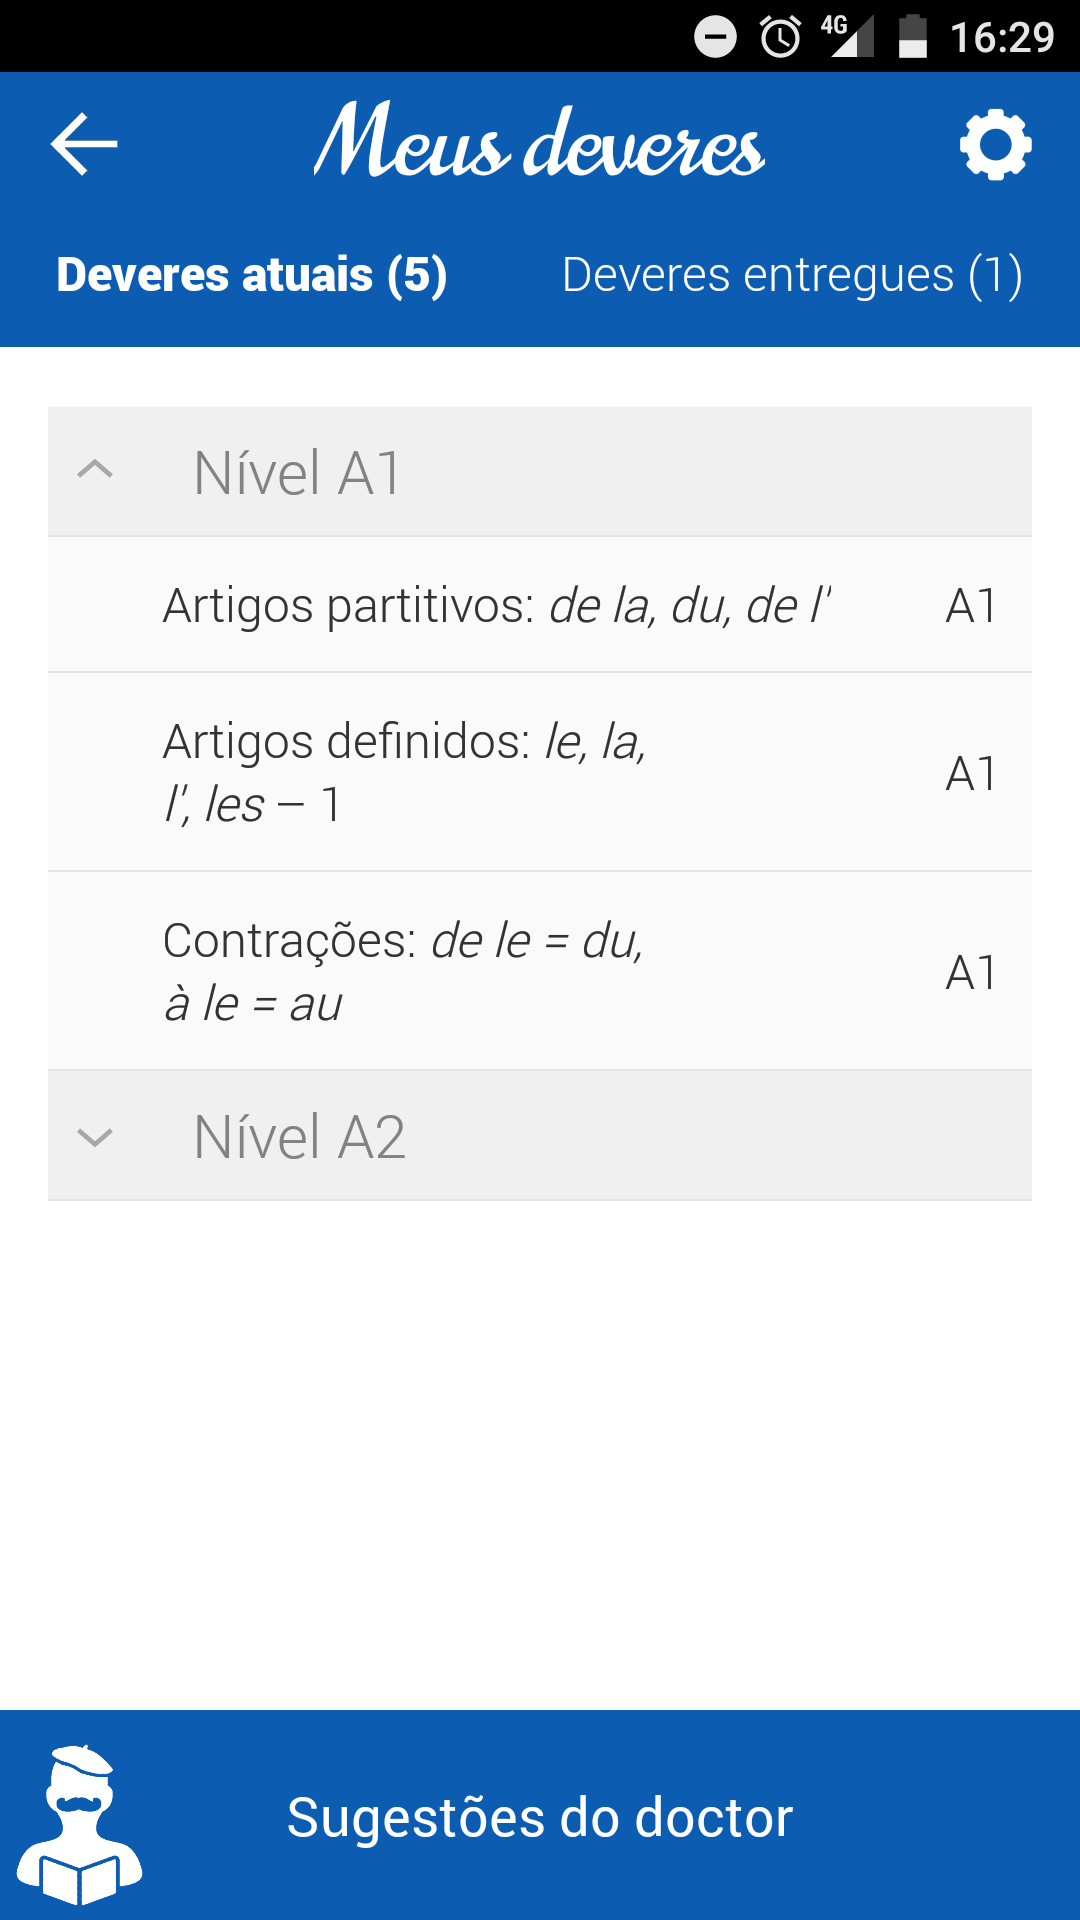 4G 16:29
Meus deveres
Deveres atuais (5) Deveres entregues (1)
Nível A1
Artigos partitivos: de la, du, de l' A1
Artigos definidos: le, la,
l', les – 1 A1
Contrações: de le = du,
à le = au A1
Nível A2
Sugestões do doctor